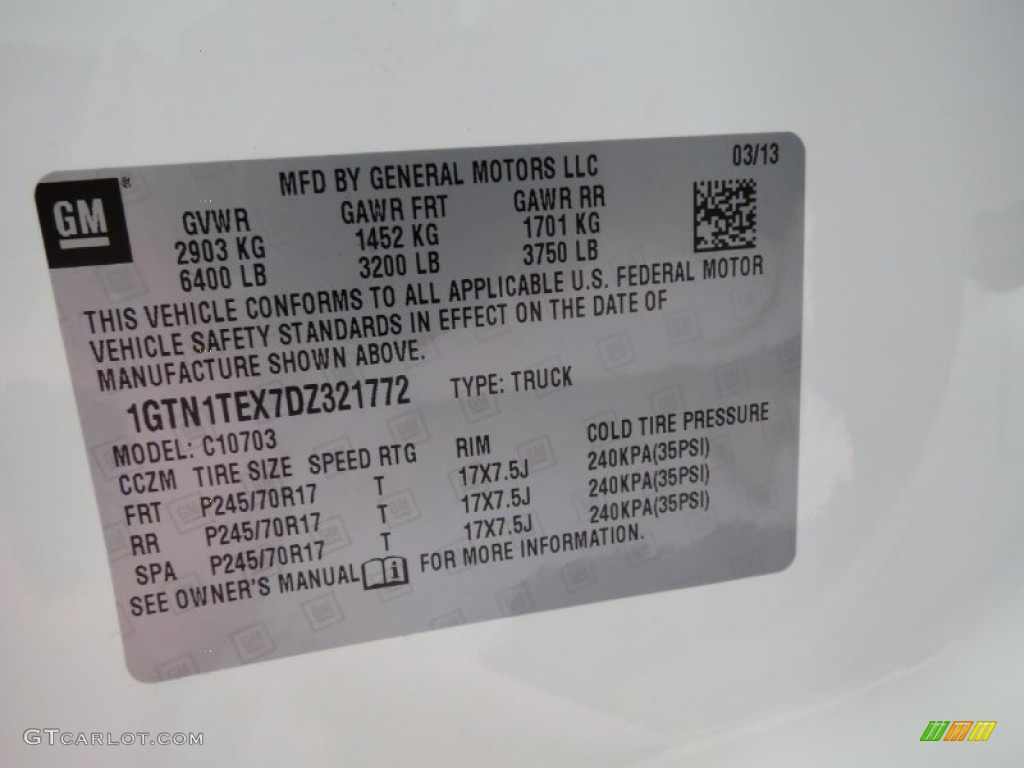 GM®
MFD BY GENERAL MOTORS LLC 03/13
GVWR GAWR FRT GAWR RR
2903 KG 1452 KG 1701 KG
6400 LB 3200 LB 3750 LB
THIS VEHICLE CONFORMS TO ALL APPLICABLE U.S. FEDERAL MOTOR
VEHICLE SAFETY STANDARDS IN EFFECT ON THE DATE OF
MANUFACTURE SHOWN ABOVE.
1GTN1TEX7DZ321772 TYPE: TRUCK
MODEL: C10703
CCZM TIRE SIZE SPEED RTG RIM COLD TIRE PRESSURE
FRT P245/70R17 T 17X7.5J 240KPA(35PSI)
RR P245/70R17 T 17X7.5J 240KPA(35PSI)
SPA P245/70R17 T 17X7.5J 240KPA(35PSI)
SEE OWNER'S MANUAL i FOR MORE INFORMATION.
GTCARLOT.COM